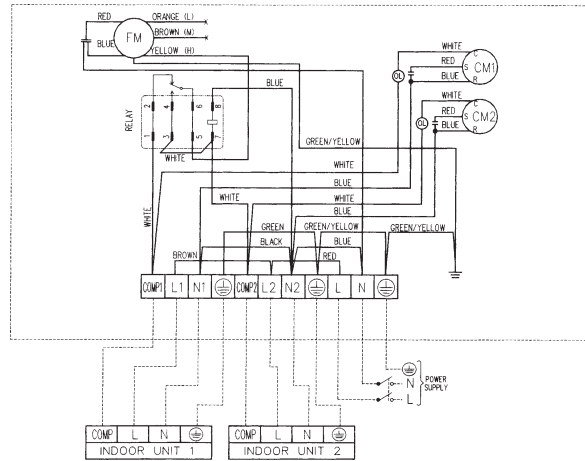 RED
ORANGE (L)
BROWN (M)
FM
BLUE
YELLOW (H)
WHITE
C
RED
S
CM1
OL
BLUE
R
BLUE
WHITE
C
RED
S
CM2
OL
BLUE
R
RELAY
2 4 6 8
1 3 5 7
GREEN/YELLOW
WHITE
WHITE
BLUE
WHITE
WHITE
WHITE
BLUE
GREEN
GREEN/YELLOW
GREEN/YELLOW
BLACK
BLUE
BROWN
RED
COMP1 L1 N1 COMP2 L2 N2 L N
N
L
POWER
SUPPLY
COMP L N
INDOOR UNIT 1
COMP L N
INDOOR UNIT 2